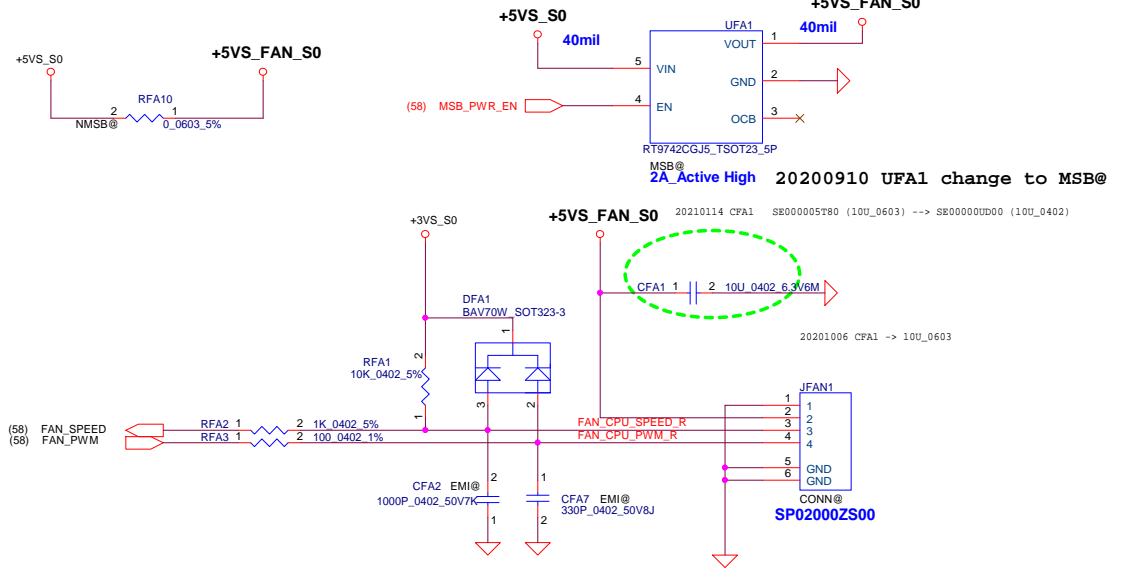 +5VS_S0
+5VS_FAN_S0
RFA10
2
1
NMSB@
0_0603_5%
+5VS_S0
+5VS_FAN_S0
40mil
40mil
UFA1
VOUT
1
5
VIN
GND
2
(58)
MSB_PWR_EN
4
EN
OCB
3
RT9742CGJ5_TSOT23_5P
MSB@
2A_Active High
20200910 UFA1 change to MSB@
20210114 CFA1 SE000005T80 (10U_0603) --> SE00000UD00 (10U_0402)
+3VS_S0
+5VS_FAN_S0
CFA1
1
2
10U_0402_6.3V6M
20201006 CFA1 -> 10U_0603
DFA1
BAV70W_SOT323-3
1
3
2
RFA1
10K_0402_5%
2
1
(58)
FAN_SPEED
RFA2
1
2
1K_0402_5%
FAN_CPU_SPEED_R
(58)
FAN_PWM
RFA3
1
2
100_0402_1%
FAN_CPU_PWM_R
JFAN1
1
1
2
2
3
3
4
4
5
GND
6
GND
CONN@
SP02000ZS00
CFA2
EMI@
1000P_0402_50V7K
2
1
CFA7
EMI@
330P_0402_50V8J
1
2